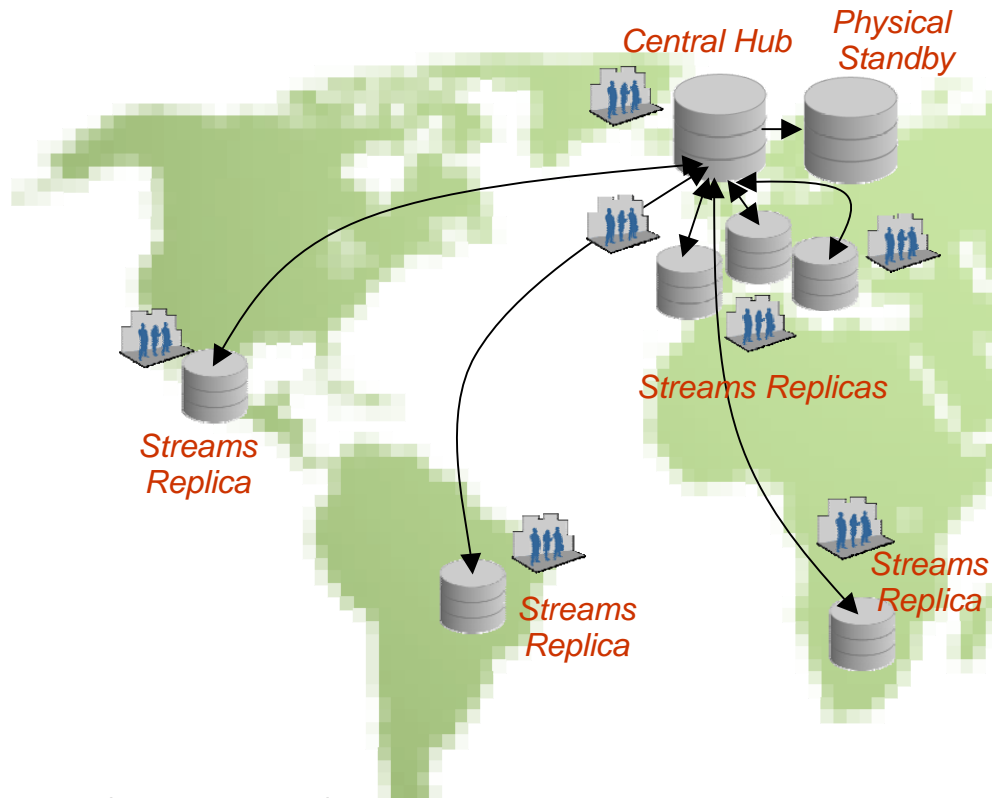 Central Hub
Physical
Standby
Streams Replicas
Streams
Replica
Streams
Replica
Streams
Replica